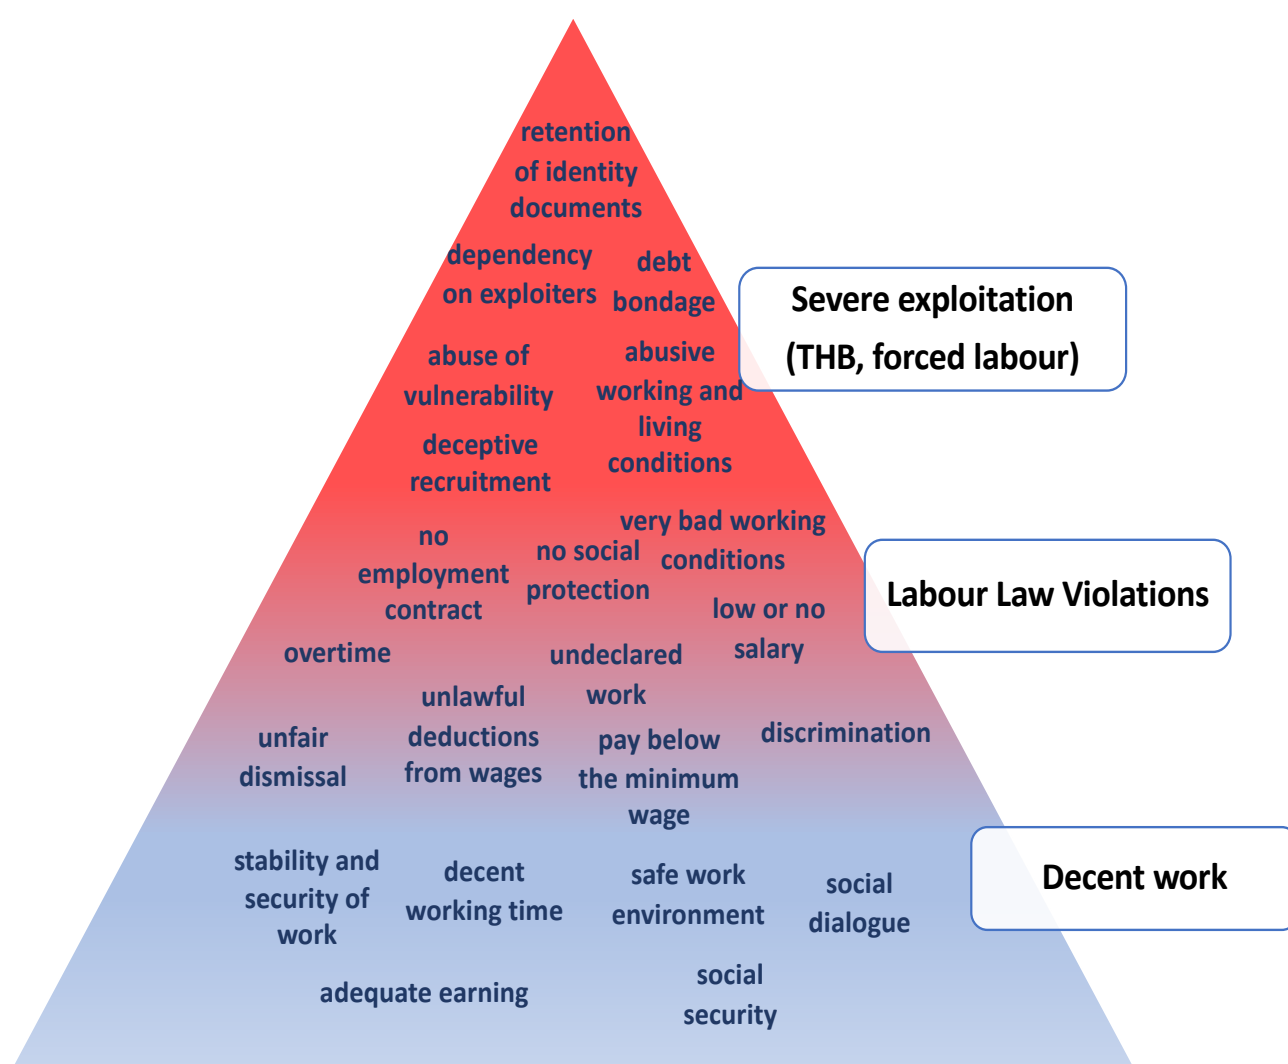 retention
of identity
documents
dependency
on exploiters
debt
bondage
Severe exploitation
(THB, forced labour)
abuse of
vulnerability
abusive
working and
living
conditions
deceptive
recruitment
no
employment
contract
no social
protection
very bad working
conditions
Labour Law Violations
low or no
salary
overtime
undeclared
work
unlawful
deductions
from wages
unfair
dismissal
pay below
the minimum
wage
discrimination
stability and
security of
work
decent
working time
safe work
environment
social
dialogue
Decent work
adequate earning
social
security